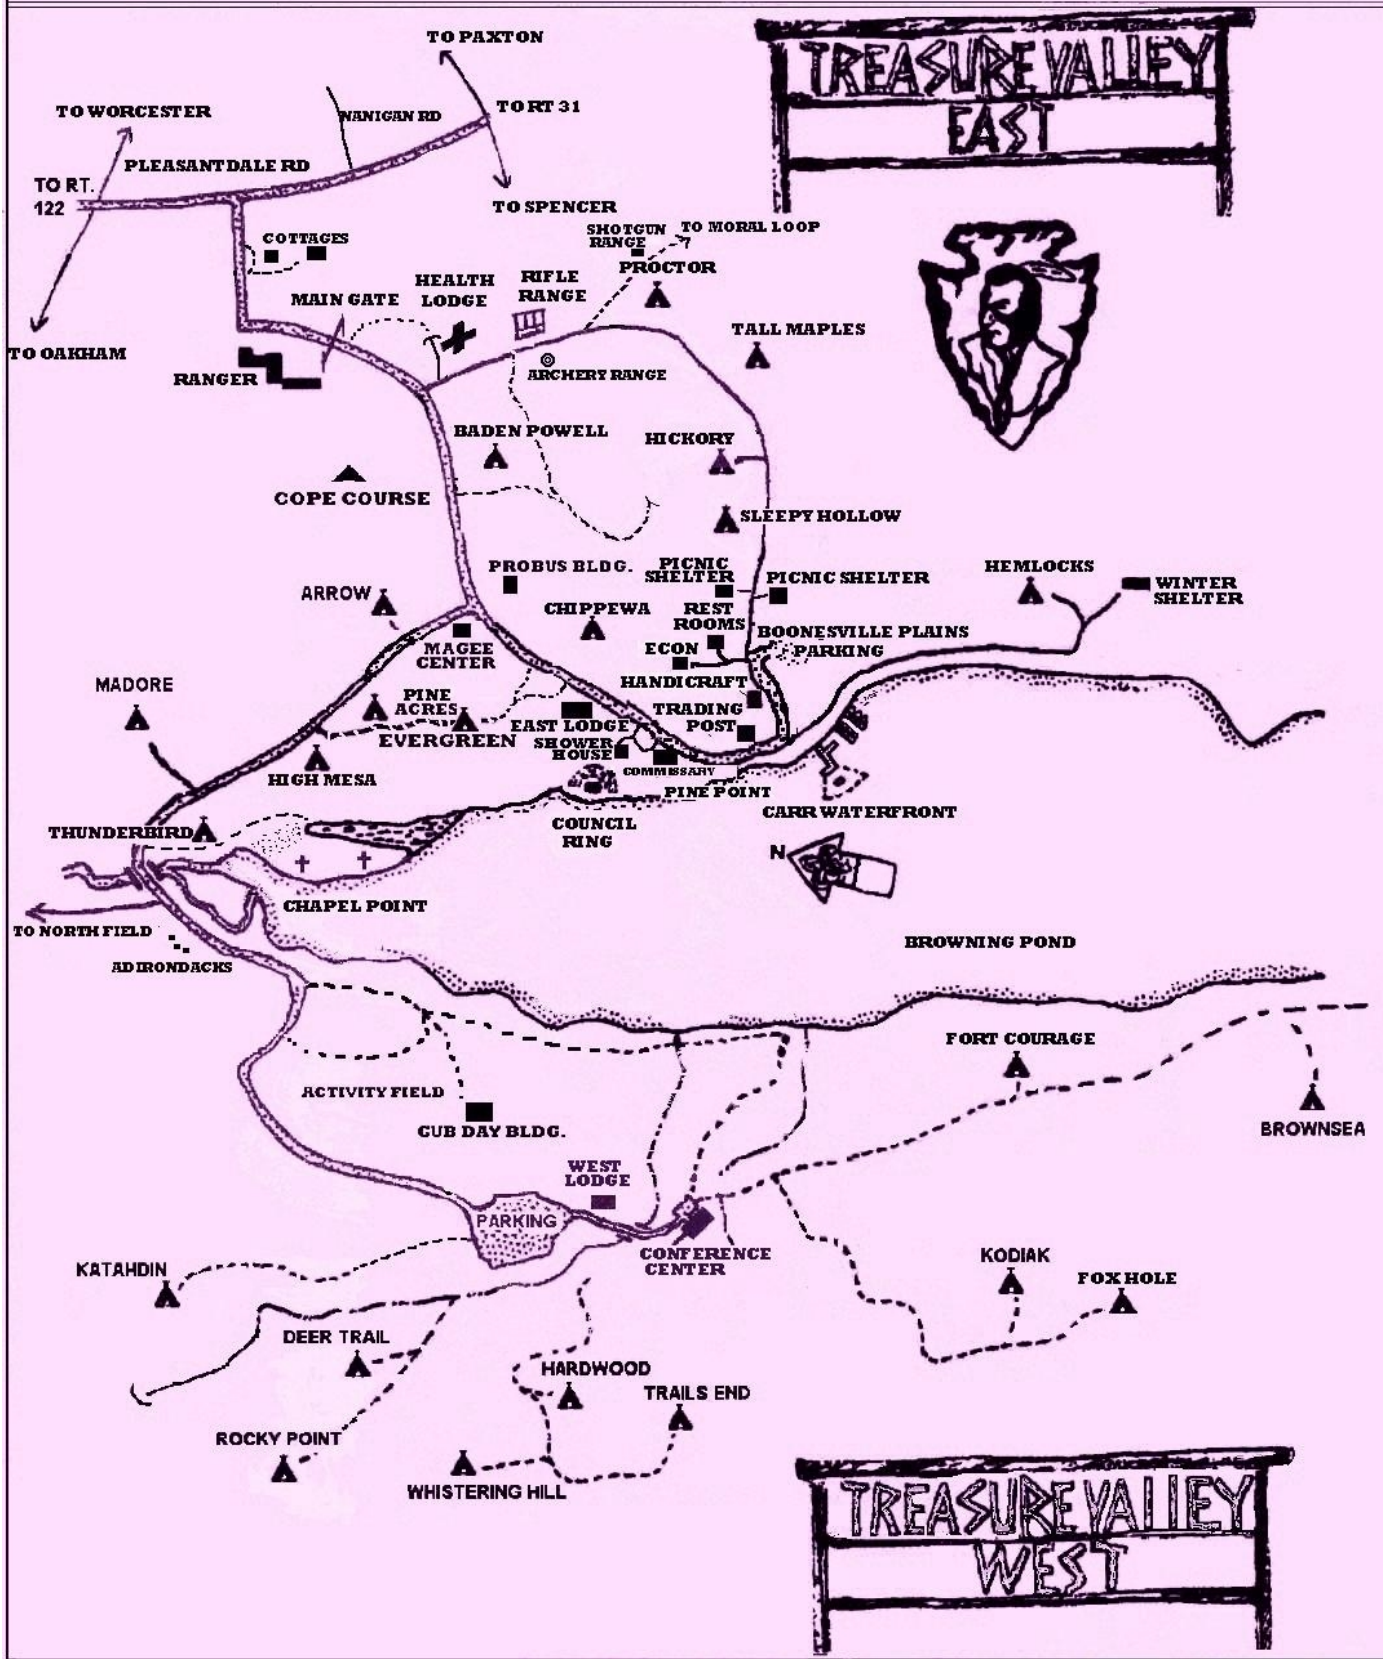 TREASURE VALLEY
EAST
TO PAXTON
TO WORCESTER
NANIGAN RD
TO RT 31
PLEASANTDALE RD
TO RT.
122
TO SPENCER
COTTAGES
SHOTGUN
RANGE
TO MORAL LOOP
PROCTOR
HEALTH
LODGE
RIFLE
RANGE
MAIN GATE
TALL MAPLES
TO OAKHAM
RANGER
ARCHERY RANGE
BADEN POWELL
HICKORY
COPE COURSE
SLEEPY HOLLOW
PROBUS BLDG.
PICNIC
SHELTER
PICNIC SHELTER
HEMLOCKS
WINTER
SHELTER
ARROW
CHIPPEWA
REST
ROOMS
BOONESVILLE PLAINS
PARKING
MAGEE
CENTER
ECON
HANDICRAFT
MADORE
PINE
ACRES
TRADING
POST
EAST LODGE
EVERGREEN
SHOWER
HOUSE
COMMISSARY
HIGH MESA
PINE POINT
CARR WATERFRONT
COUNCIL
RING
THUNDERBIRD
N
CHAPEL POINT
TO NORTH FIELD
BROWNING POND
ADIRONDACKS
FORT COURAGE
ACTIVITY FIELD
CUB DAY BLDG.
BROWNSEA
WEST
LODGE
PARKING
CONFERENCE
CENTER
KATAHDIN
KODIAK
FOX HOLE
DEER TRAIL
HARDWOOD
TRAILS END
ROCKY POINT
WHISTERING HILL
TREASURE VALLEY
WEST